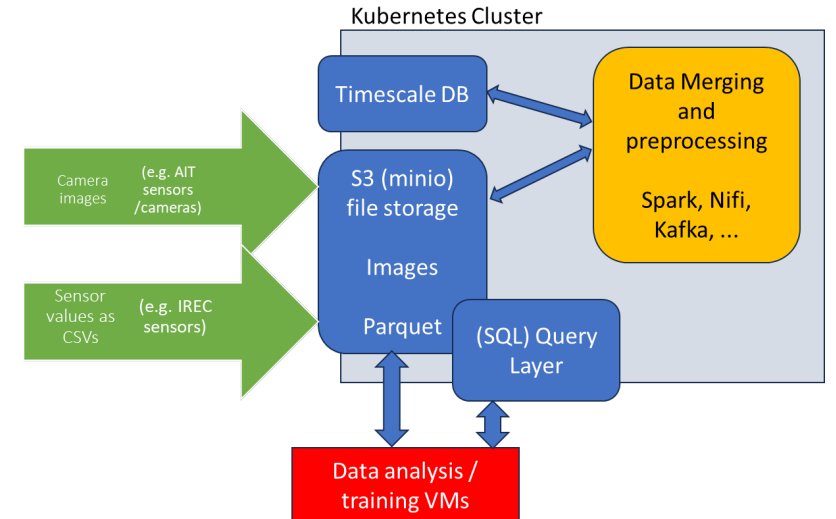 Kubernetes Cluster
Timescale DB
Data Merging
and
preprocessing
Spark, Nifi,
Kafka, ...
Camera
images
(e.g. AIT
sensors
/cameras)
S3 (minio)
file storage
Images
Parquet
Sensor
values as
CSVs
(e.g. IREC
sensors)
(SQL) Query
Layer
Data analysis /
training VMs